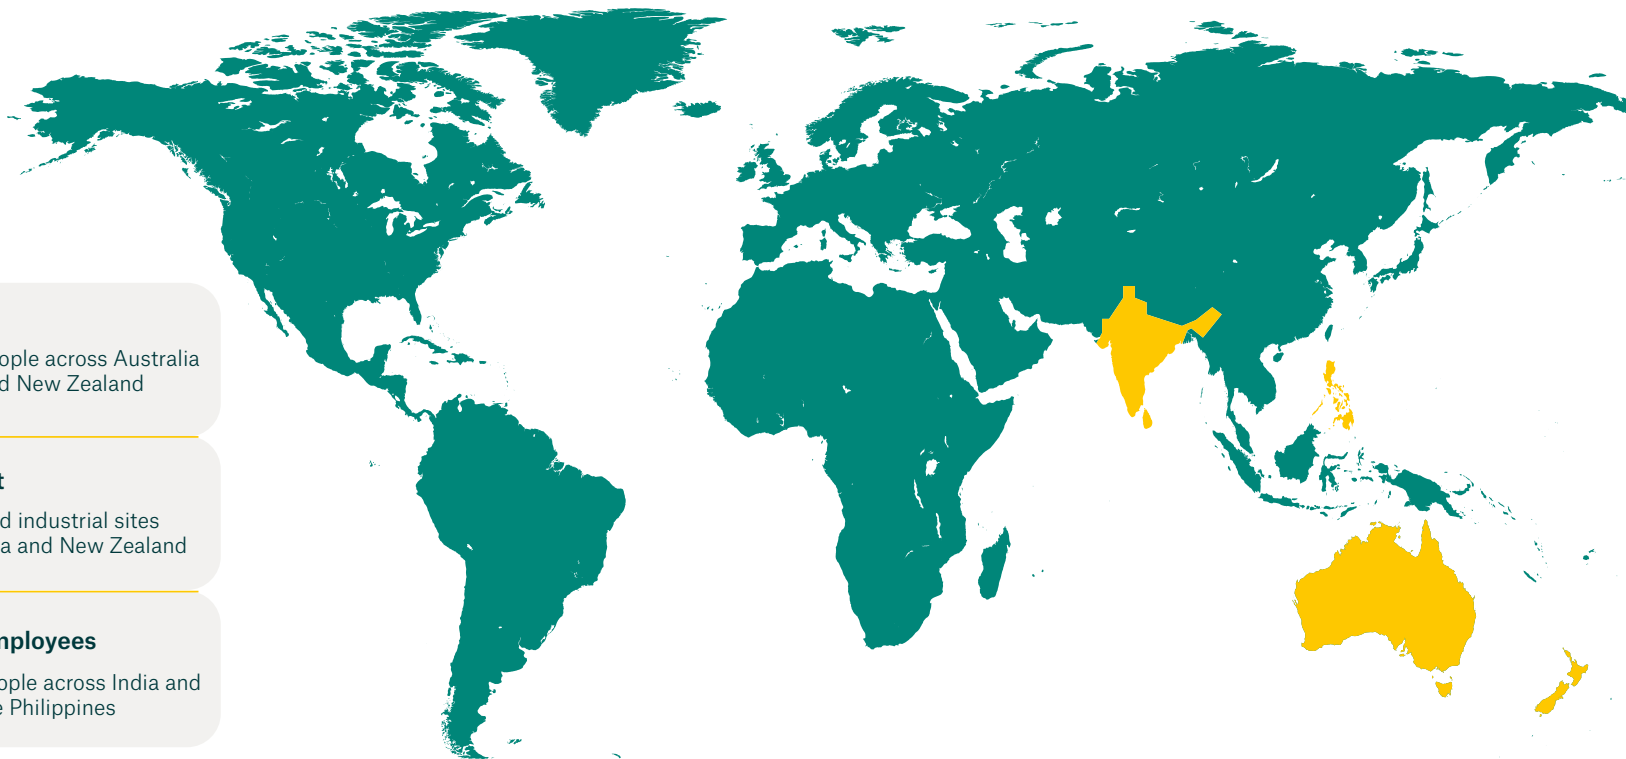 ople across Australia
d New Zealand
t
d industrial sites
a and New Zealand
nployees
ople across India and
e Philippines